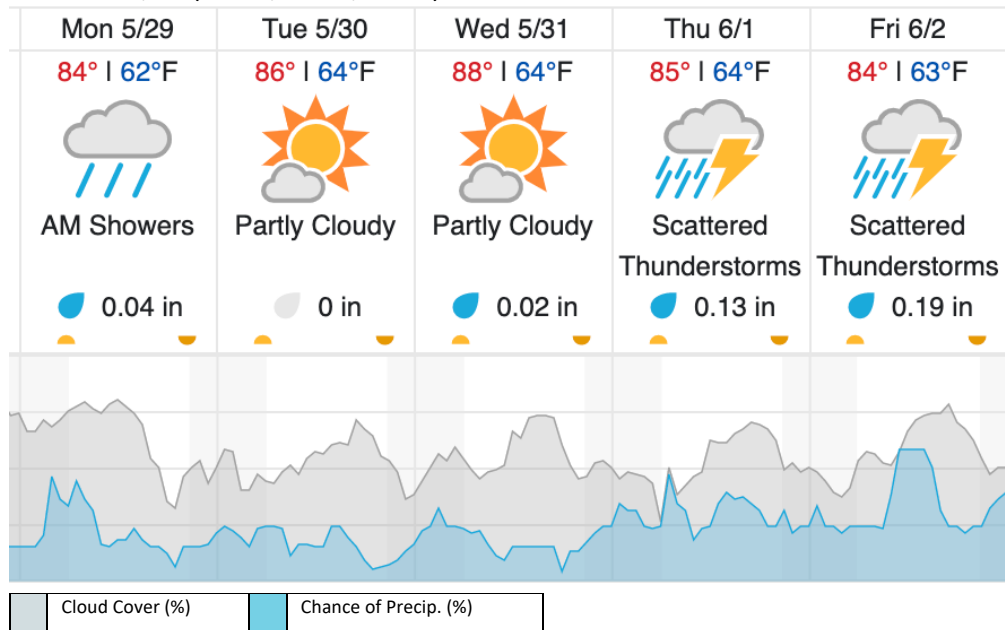 Mon 5/29 Tue 5/30 Wed 5/31 Thu 6/1 Fri 6/2
84° | 62°F 86° | 64°F 88° | 64°F 85° | 64°F 84° | 63°F
AM Showers Partly Cloudy Partly Cloudy Scattered Scattered
Thunderstorms Thunderstorms
0.04 in 0 in 0.02 in 0.13 in 0.19 in
Cloud Cover (%) Chance of Precip. (%)